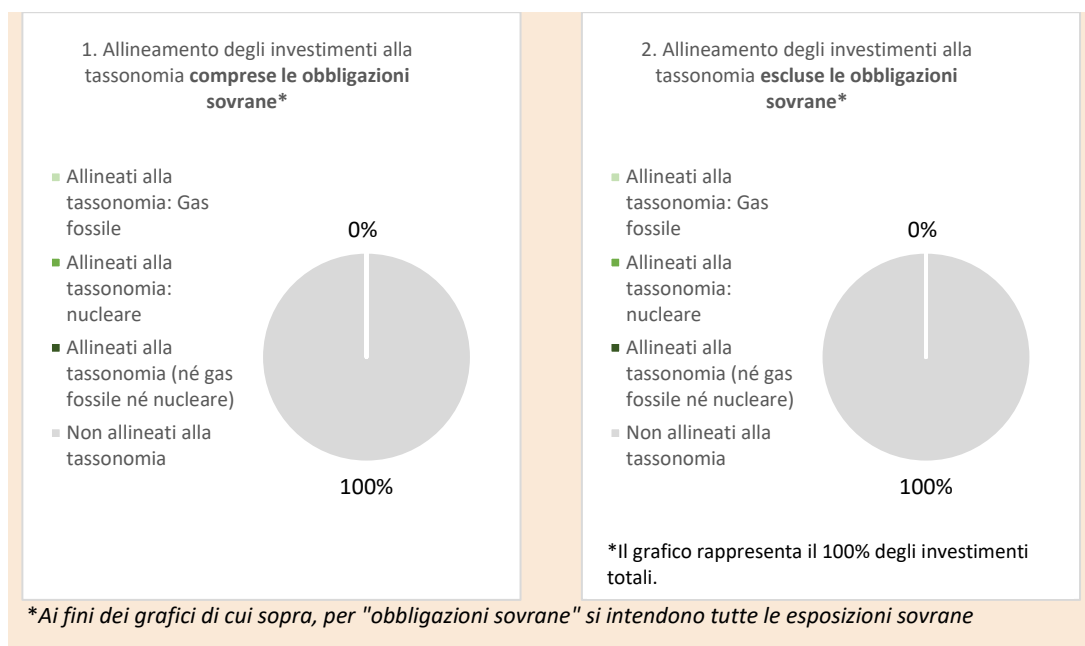 1. Allineamento degli investimenti alla
tassonomia comprese le obbligazioni
sovrane*
Allineati alla
tassonomia: Gas
fossile
Allineati alla
tassonomia:
nucleare
Allineati alla
tassonomia (né gas
fossile né nucleare)
Non allineati alla
tassonomia
0%
100%
2. Allineamento degli investimenti alla
tassonomia escluse le obbligazioni
sovrane*
Allineati alla
tassonomia: Gas
fossile
Allineati alla
tassonomia:
nucleare
Allineati alla
tassonomia (né gas
fossile né nucleare)
Non allineati alla
tassonomia
0%
100%
*Il grafico rappresenta il 100% degli investimenti
totali.
*Ai fini dei grafici di cui sopra, per "obbligazioni sovrane" si intendono tutte le esposizioni sovrane